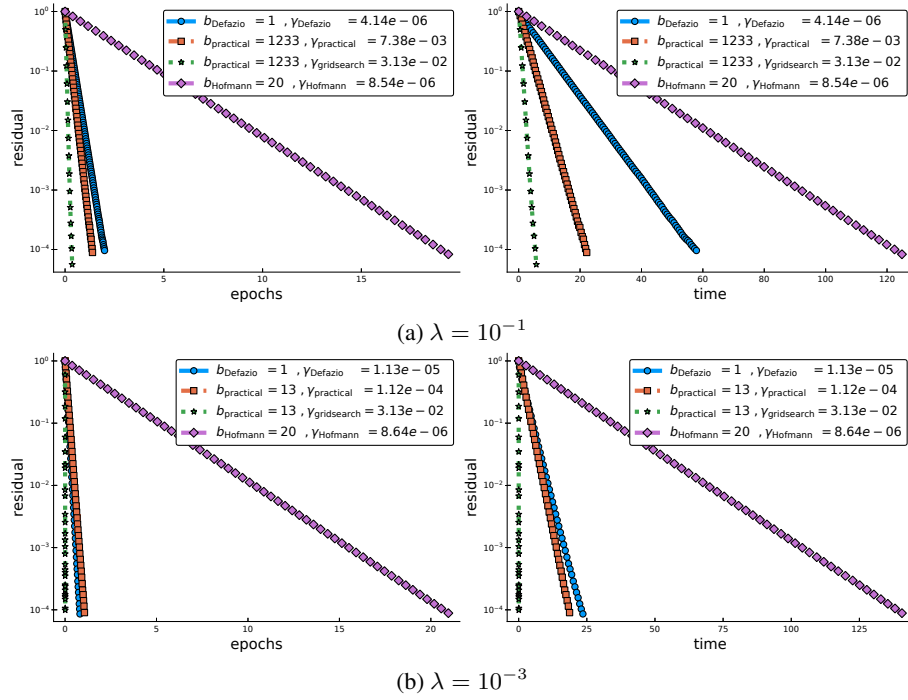 b_Defazio = 1 , γ_Defazio = 4.14e − 06
b_practical = 1233 , γ_practical = 7.38e − 03
b_practical = 1233 , γ_gridsearch = 3.13e − 02
b_Hofmann = 20 , γ_Hofmann = 8.54e − 06
10^0
10^−1
10^−2
10^−3
10^−4
residual
0 5 10 15
epochs
b_Defazio = 1 , γ_Defazio = 4.14e − 06
b_practical = 1233 , γ_practical = 7.38e − 03
b_practical = 1233 , γ_gridsearch = 3.13e − 02
b_Hofmann = 20 , γ_Hofmann = 8.54e − 06
10^0
10^−1
10^−2
10^−3
10^−4
residual
0 20 40 60 80 100 120
time
(a) λ = 10^−1
b_Defazio = 1 , γ_Defazio = 1.13e − 05
b_practical = 13 , γ_practical = 1.12e − 04
b_practical = 13 , γ_gridsearch = 3.13e − 02
b_Hofmann = 20 , γ_Hofmann = 8.64e − 06
10^0
10^−1
10^−2
10^−3
10^−4
residual
0 5 10 15 20
epochs
b_Defazio = 1 , γ_Defazio = 1.13e − 05
b_practical = 13 , γ_practical = 1.12e − 04
b_practical = 13 , γ_gridsearch = 3.13e − 02
b_Hofmann = 20 , γ_Hofmann = 8.64e − 06
10^0
10^−1
10^−2
10^−3
10^−4
residual
0 25 50 75 100 125
time
(b) λ = 10^−3